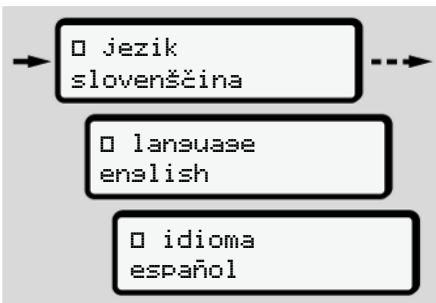 ▯ jezik
slovenščina
▯ language
english
▯ idioma
español